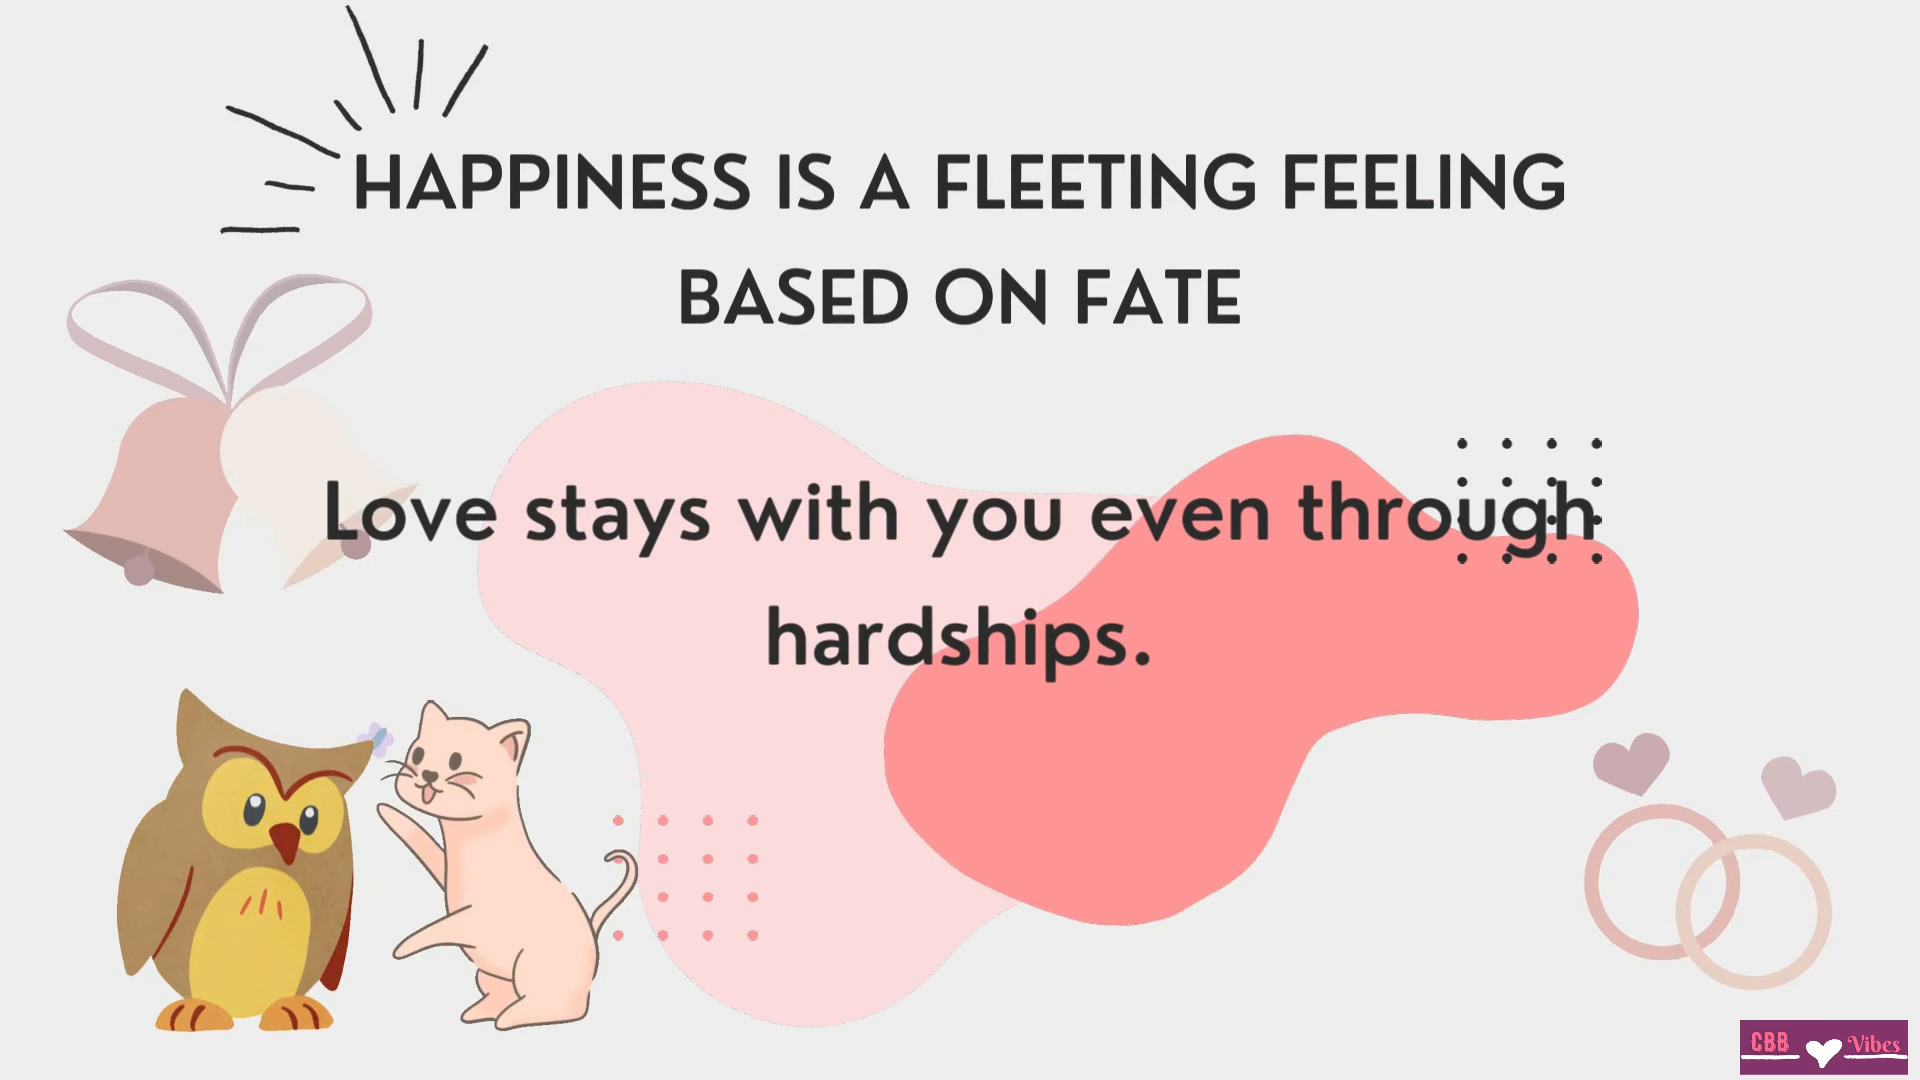 HAPPINESS IS A FLEETING FEELING
BASED ON FATE
Love stays with you even through
hardships.
CBB Vibes